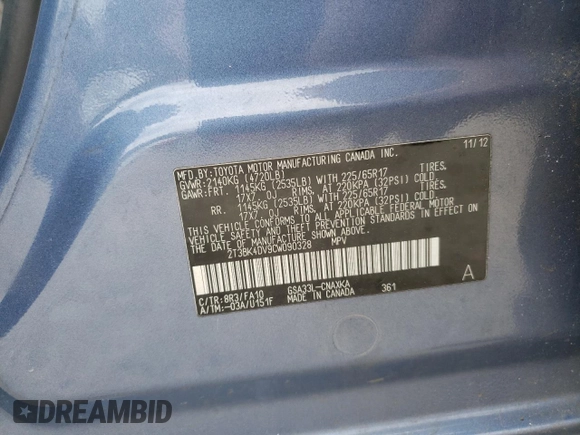 MFD. BY: TOYOTA MOTOR MANUFACTURING CANADA INC. 11/12
GVWR: 2140KG (4720LB)
GAWR: FRT. 1145KG (2535LB) WITH 225/65R17 TIRES.
17X7 0J RIMS. AT 220KPA (32PSI) COLD.
RR. 1145KG (2535LB) WITH 225/65R17 TIRES.
17X7 0J RIMS. AT 220KPA (32PSI) COLD.
THIS VEHICLE CONFORMS TO ALL APPLICABLE FEDERAL MOTOR
VEHICLE SAFETY AND THEFT PREVENTION STANDARDS IN EFFECT ON
THE DATE OF MANUFACTURE SHOWN ABOVE.
2T3BK4DV9CW090328 MPV
A
C/TR: 8R3/FA10 GSA33L-CNAXKA
A/TM: -03A/U151F MADE IN CANADA 361
DREAMBID